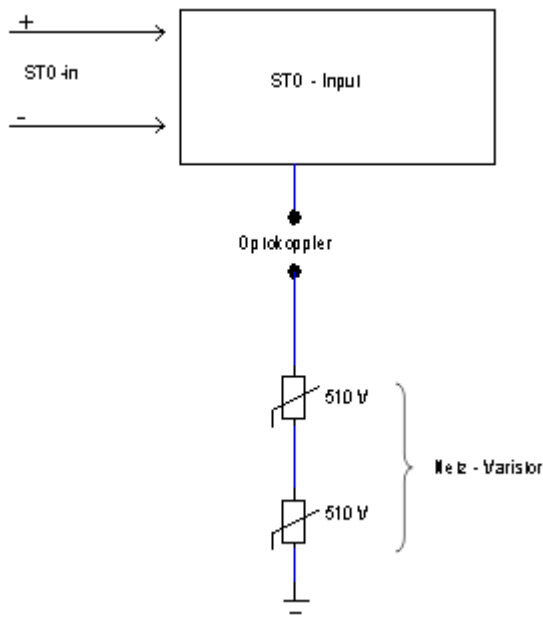 +
STO-in
STO - Input
-
Optokoppler
510 V
Netz - Varistor
510 V